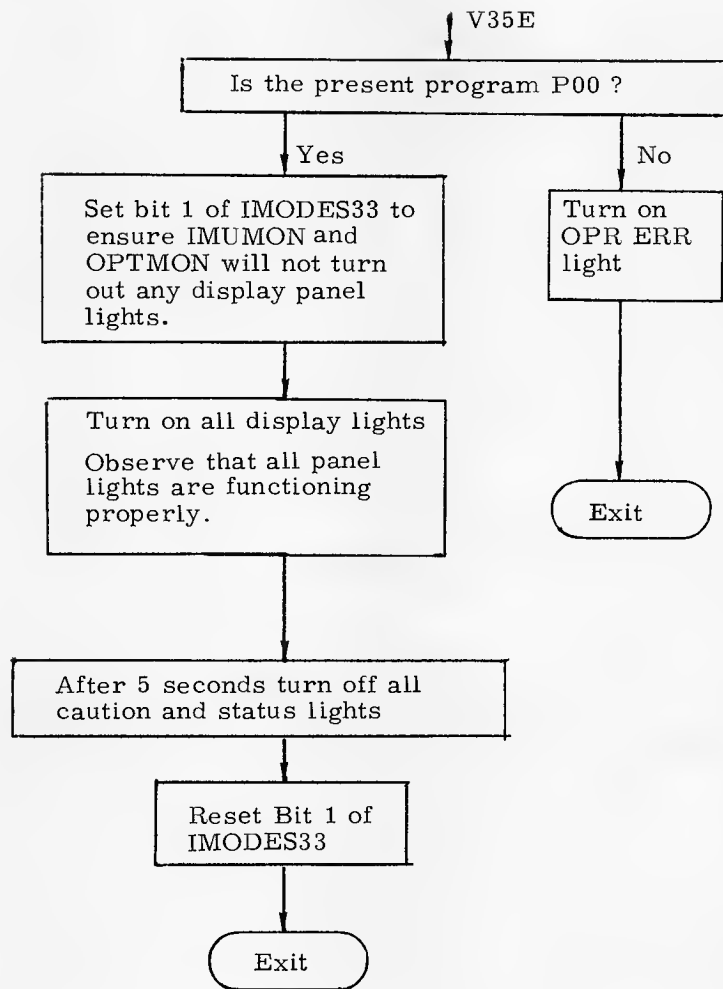 V35E
Is the present program P00 ?
Yes
No
Set bit 1 of IMODES33 to
ensure IMUMON and
OPTMON will not turn
out any display panel
lights.
Turn on
OPR ERR
light
Turn on all display lights
Observe that all panel
lights are functioning
properly.
Exit
After 5 seconds turn off all
caution and status lights
Reset Bit 1 of
IMODES33
Exit